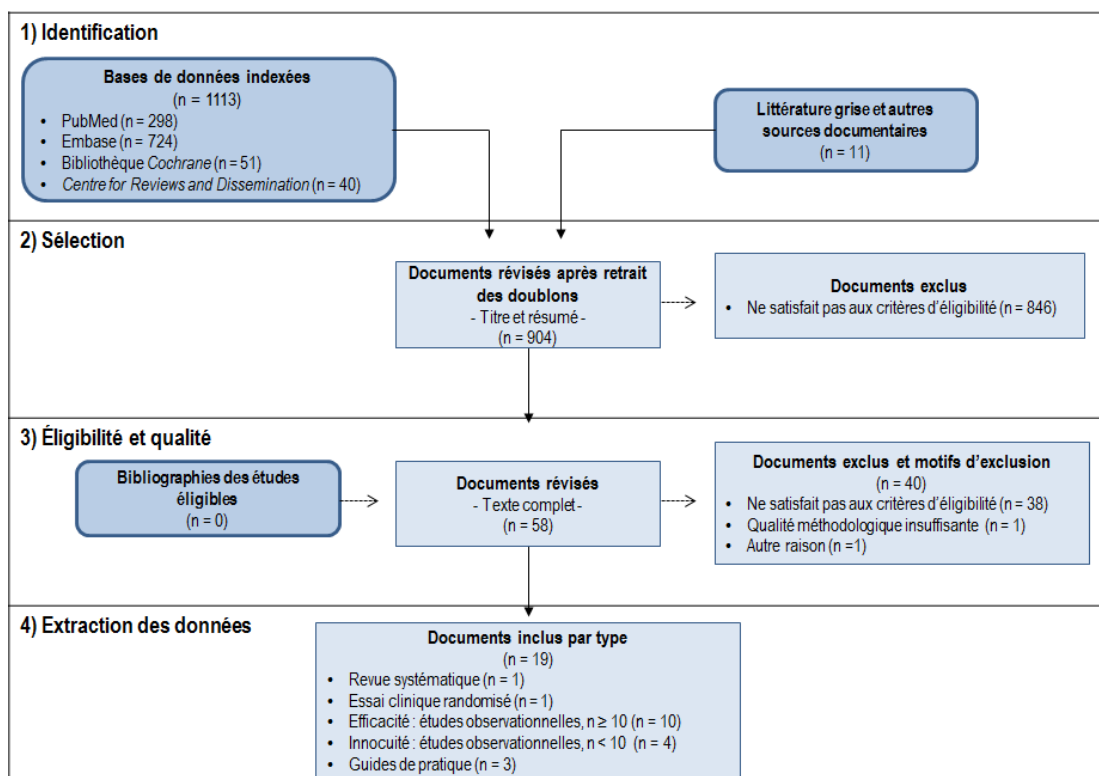 1) Identification
Bases de données indexées
(n = 1113)
• PubMed (n = 298)
• Embase (n = 724)
• Bibliothèque Cochrane (n = 51)
• Centre for Reviews and Dissemination (n = 40)
Littérature grise et autres
sources documentaires
(n = 11)
2) Sélection
Documents révisés après retrait
des doublons
- Titre et résumé -
(n = 904)
Documents exclus
• Ne satisfait pas aux critères d'éligibilité (n = 846)
3) Éligibilité et qualité
Bibliographies des études
éligibles
(n = 0)
Documents révisés
- Texte complet -
(n = 58)
Documents exclus et motifs d'exclusion
(n = 40)
• Ne satisfait pas aux critères d'éligibilité (n = 38)
• Qualité méthodologique insuffisante (n = 1)
• Autre raison (n =1)
4) Extraction des données
Documents inclus par type
(n = 19)
• Revue systématique (n = 1)
• Essai clinique randomisé (n = 1)
• Efficacité : études observationnelles, n ≥ 10 (n = 10)
• Innocuité : études observationnelles, n < 10 (n = 4)
• Guides de pratique (n = 3)